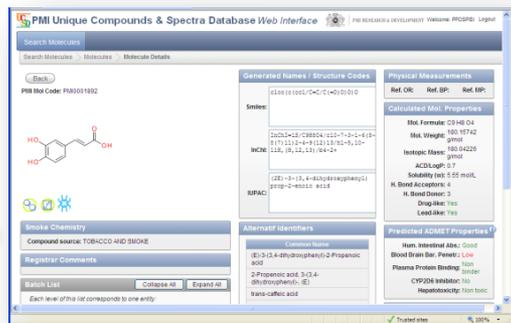 PMI Unique Compounds & Spectra Database Web Interface
PMI RESEARCH & DEVELOPMENT Welcome: Logout
Search Molecules
Search Molecules Molecules Molecule Details
Back
PMI Mol Code: PMI0001892
HO
HO
O
OH
Smoke Chemistry
Compound source: TOBACCO AND SMOKE
Registrar Comments
Batch List Collapse All Expand All
Each level of this list corresponds to one entity:
Generated Names / Structure Codes
Smiles:
InChI:
IUPAC: (2E)-3-(3,4-dihydroxyphenyl)
prop-2-enoic acid
Alternatif Identifiers
Common Name
(E)-3-(3,4-dihydroxyphenyl)-2-Propenoic
acid
2-Propenoic acid, 3-(3,4-
dihydroxyphenyl)-, (E)
trans-caffeic acid
Physical Measurements
Ref. OR: Ref. BP: Ref. MP:
Calculated Mol. Properties
Mol. Formula: C9 H8 O4
Mol. Weight: 180.15742
g/mol
Isotopic Mass: 180.04226
g/mol
ACD/LogP: 0.7
Solubility (w): 5.55 mol/L
H. Bond Acceptors: 4
H. Bond Donor: 3
Drug-like: Yes
Lead-like: Yes
Predicted ADMET Properties
Hum. Intestinal Abs.: Good
Blood Brain Bar. Penetr.: Low
Plasma Protein Binding: Non
binder
CYP2D6 Inhibitor: No
Hepatotoxicity: Non toxic
Trusted sites 100%